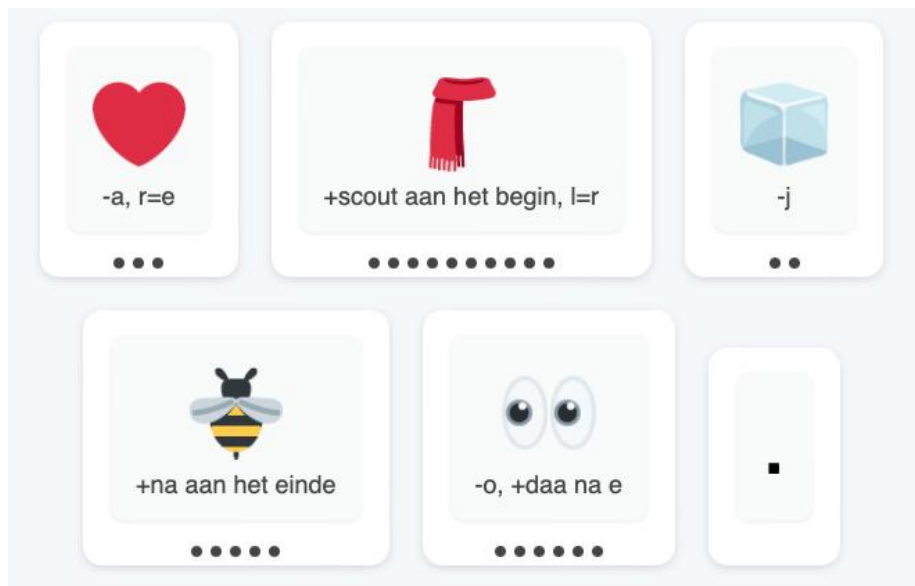 -a, r=e
+scout aan het begin, l=r
-j
+na aan het einde
-o, +daa na e
.